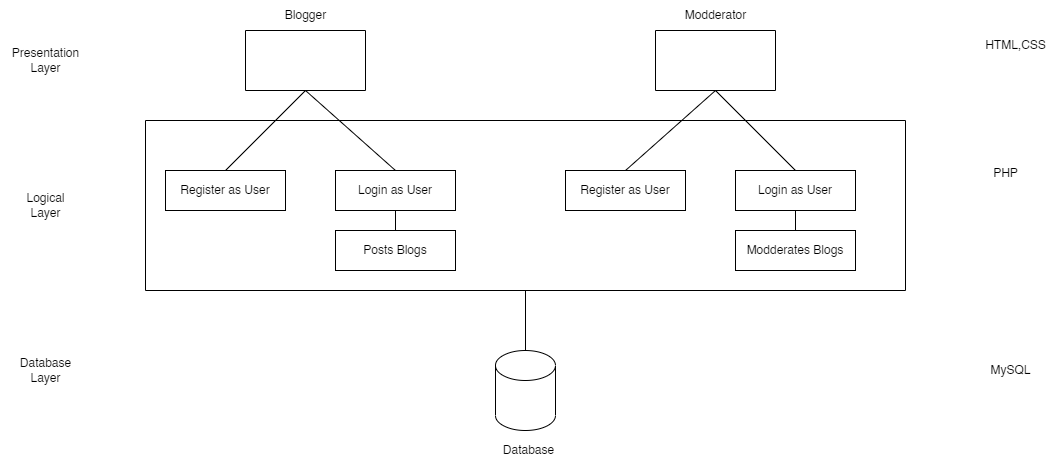 Blogger
Modderator
Presentation
Layer
HTML,CSS
Register as User
Login as User
Register as User
Login as User
PHP
Logical
Layer
Posts Blogs
Modderates Blogs
Database
Layer
MySQL
Database